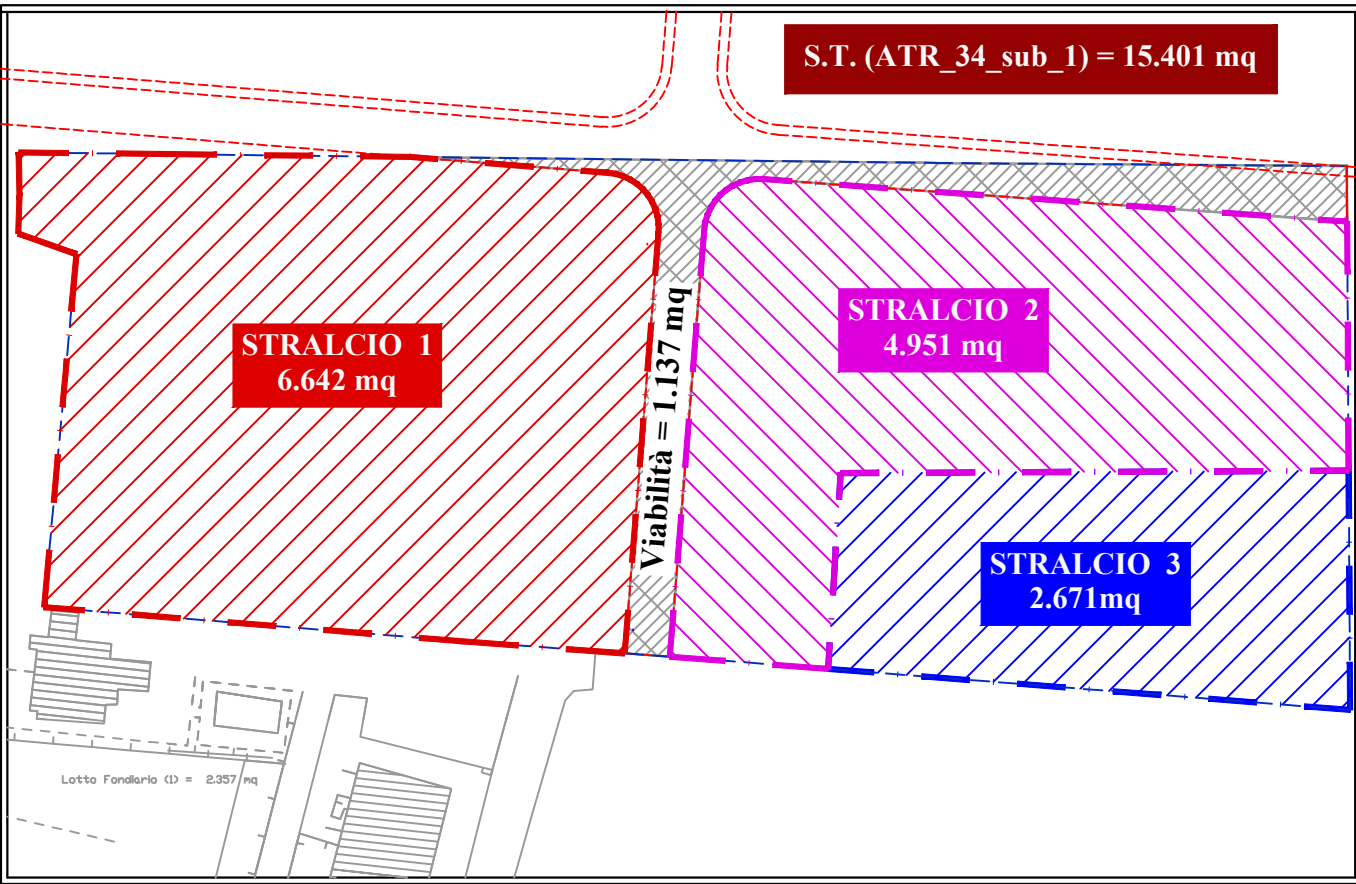 S.T. (ATR_34_sub_1) = 15.401 mq
STRALCIO 1
6.642 mq
Viabilità = 1.137 mq
STRALCIO 2
4.951 mq
STRALCIO 3
2.671mq
Lotto Fondiario (1) = 2.357 mq